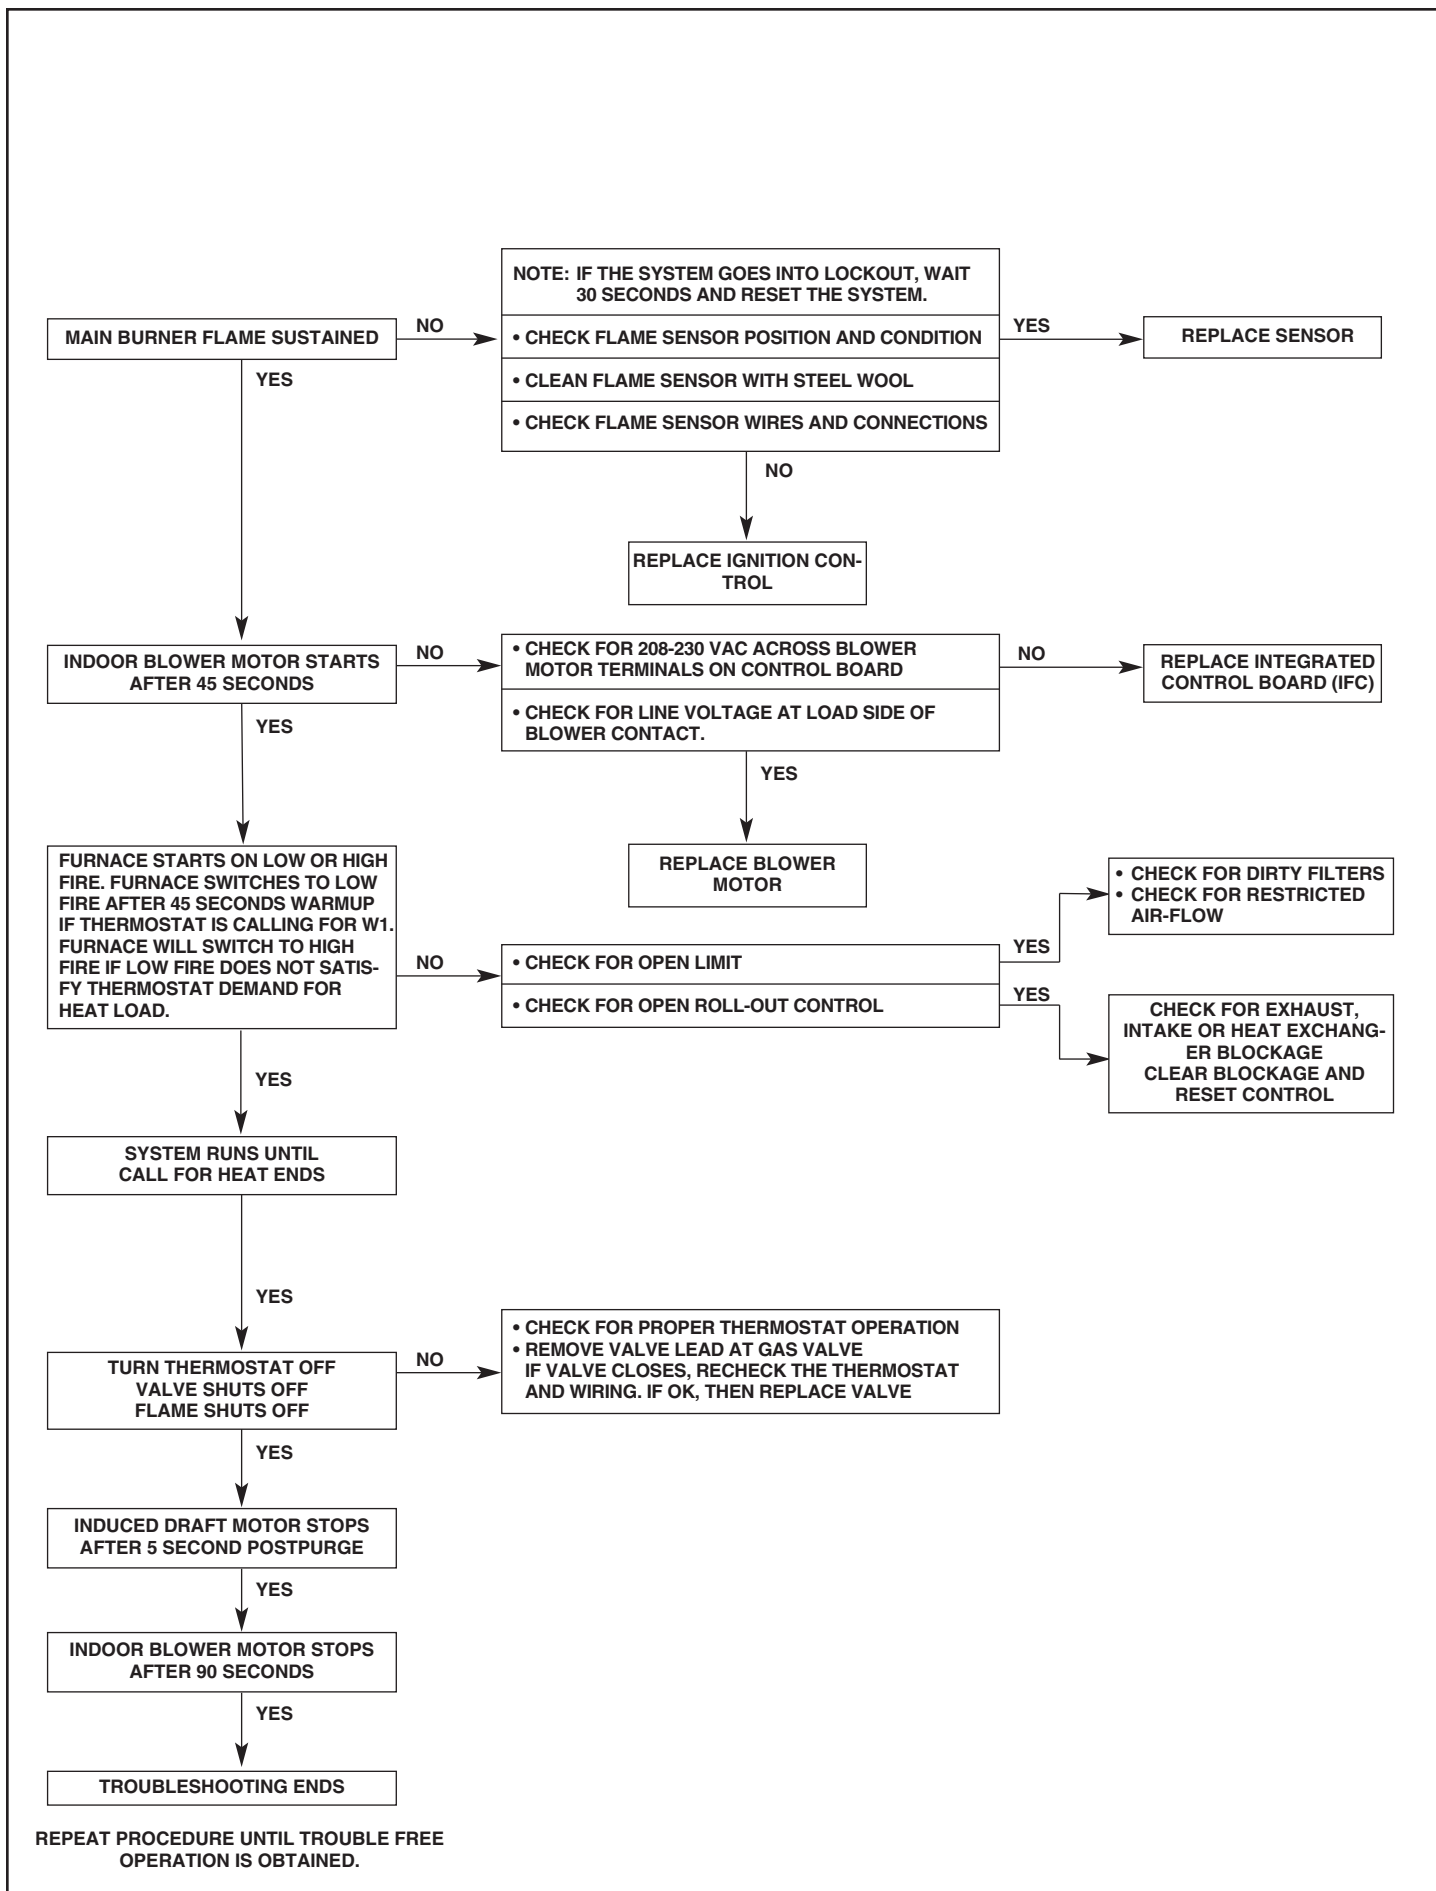 NOTE: IF THE SYSTEM GOES INTO LOCKOUT, WAIT
30 SECONDS AND RESET THE SYSTEM.
MAIN BURNER FLAME SUSTAINED
NO
• CHECK FLAME SENSOR POSITION AND CONDITION
YES
REPLACE SENSOR
YES
• CLEAN FLAME SENSOR WITH STEEL WOOL
• CHECK FLAME SENSOR WIRES AND CONNECTIONS
NO
REPLACE IGNITION CON-
TROL
INDOOR BLOWER MOTOR STARTS
AFTER 45 SECONDS
NO
• CHECK FOR 208-230 VAC ACROSS BLOWER
MOTOR TERMINALS ON CONTROL BOARD
NO
REPLACE INTEGRATED
CONTROL BOARD (IFC)
YES
• CHECK FOR LINE VOLTAGE AT LOAD SIDE OF
BLOWER CONTACT.
YES
REPLACE BLOWER
MOTOR
FURNACE STARTS ON LOW OR HIGH
FIRE. FURNACE SWITCHES TO LOW
FIRE AFTER 45 SECONDS WARMUP
IF THERMOSTAT IS CALLING FOR W1.
FURNACE WILL SWITCH TO HIGH
FIRE IF LOW FIRE DOES NOT SATIS-
FY THERMOSTAT DEMAND FOR
HEAT LOAD.
NO
• CHECK FOR OPEN LIMIT
YES
• CHECK FOR DIRTY FILTERS
• CHECK FOR RESTRICTED
AIR-FLOW
• CHECK FOR OPEN ROLL-OUT CONTROL
YES
CHECK FOR EXHAUST,
INTAKE OR HEAT EXCHANG-
ER BLOCKAGE
CLEAR BLOCKAGE AND
RESET CONTROL
YES
SYSTEM RUNS UNTIL
CALL FOR HEAT ENDS
YES
TURN THERMOSTAT OFF
VALVE SHUTS OFF
FLAME SHUTS OFF
NO
• CHECK FOR PROPER THERMOSTAT OPERATION
• REMOVE VALVE LEAD AT GAS VALVE
IF VALVE CLOSES, RECHECK THE THERMOSTAT
AND WIRING. IF OK, THEN REPLACE VALVE
YES
INDUCED DRAFT MOTOR STOPS
AFTER 5 SECOND POSTPURGE
YES
INDOOR BLOWER MOTOR STOPS
AFTER 90 SECONDS
YES
TROUBLESHOOTING ENDS
REPEAT PROCEDURE UNTIL TROUBLE FREE
OPERATION IS OBTAINED.